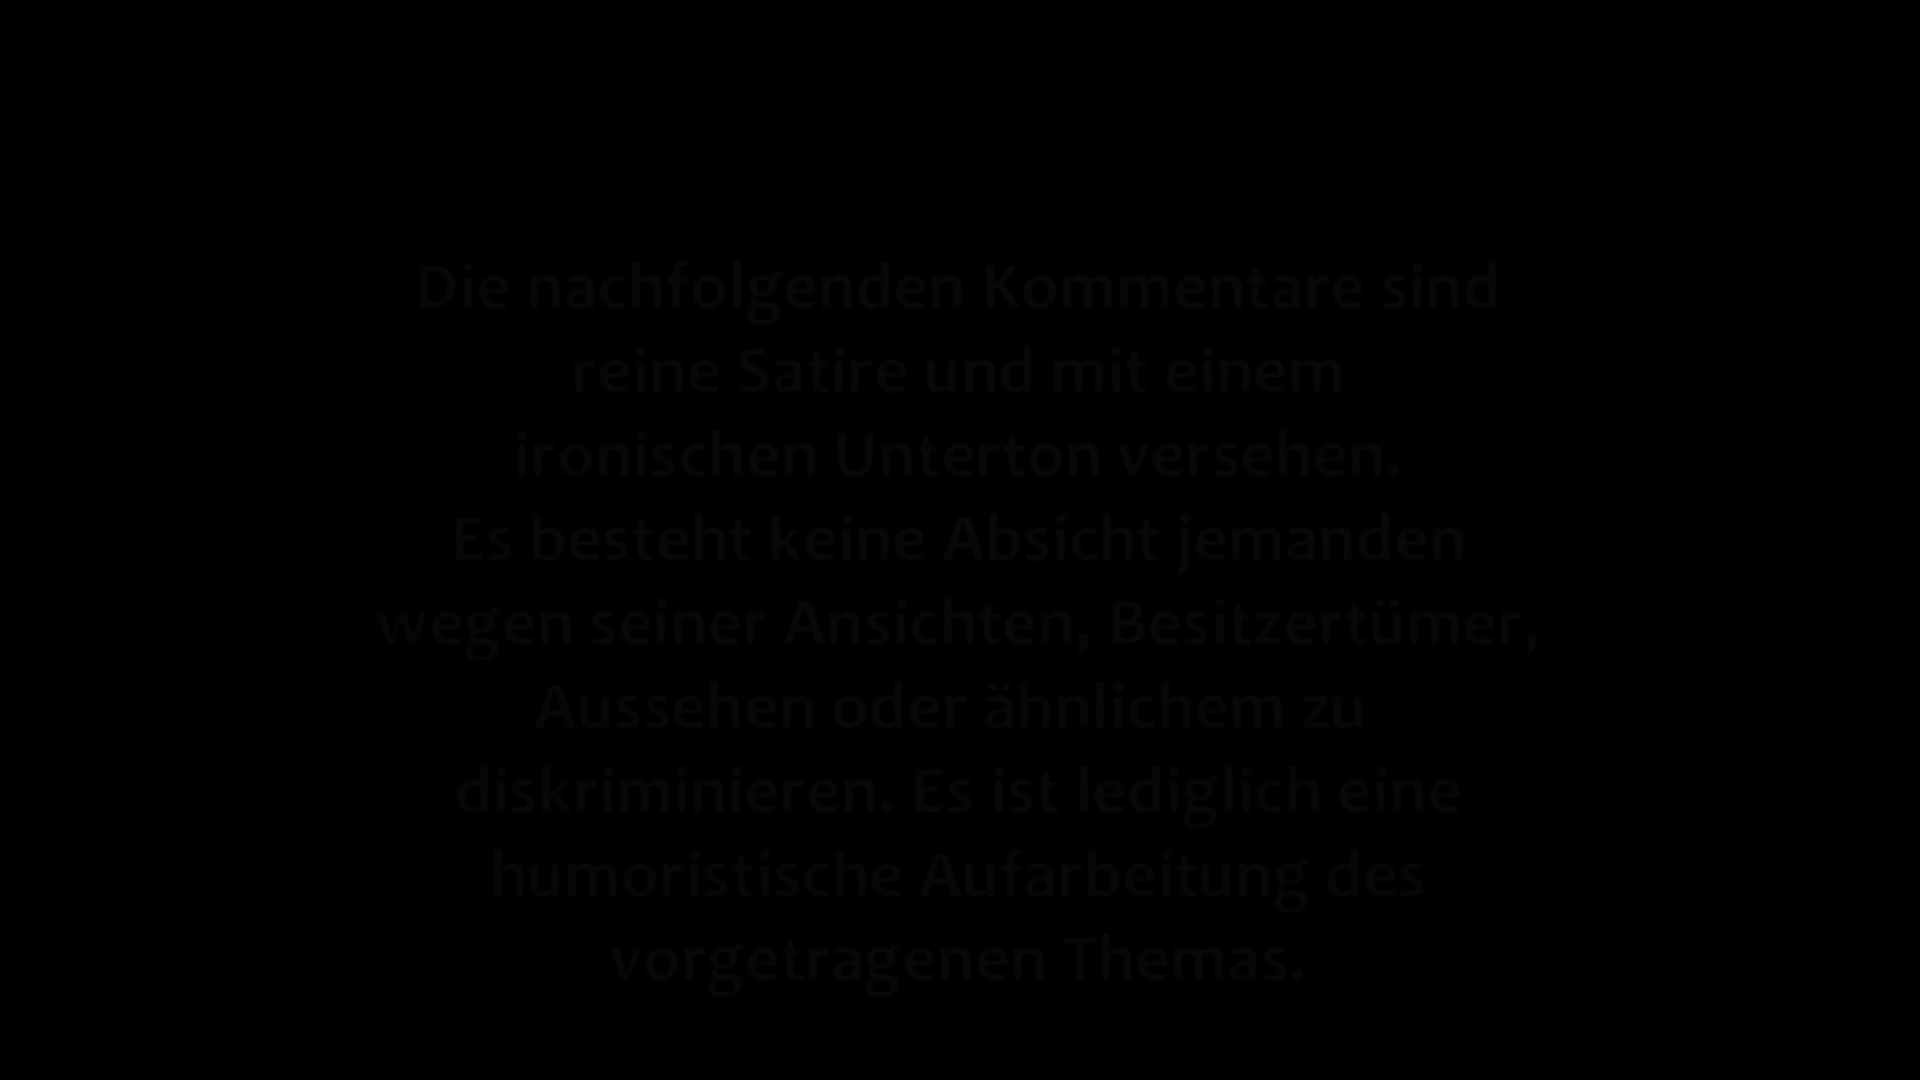 Die nachfolgenden Kommentare sind
reine Satire und mit einem
ironischen Unterton versehen.
Es besteht keine Absicht jemanden
wegen seiner Ansichten, Besitzertümer,
Aussehen oder ähnlichem zu
diskriminieren. Es ist lediglich eine
humoristische Aufarbeitung des
vorgetragenen Themas.